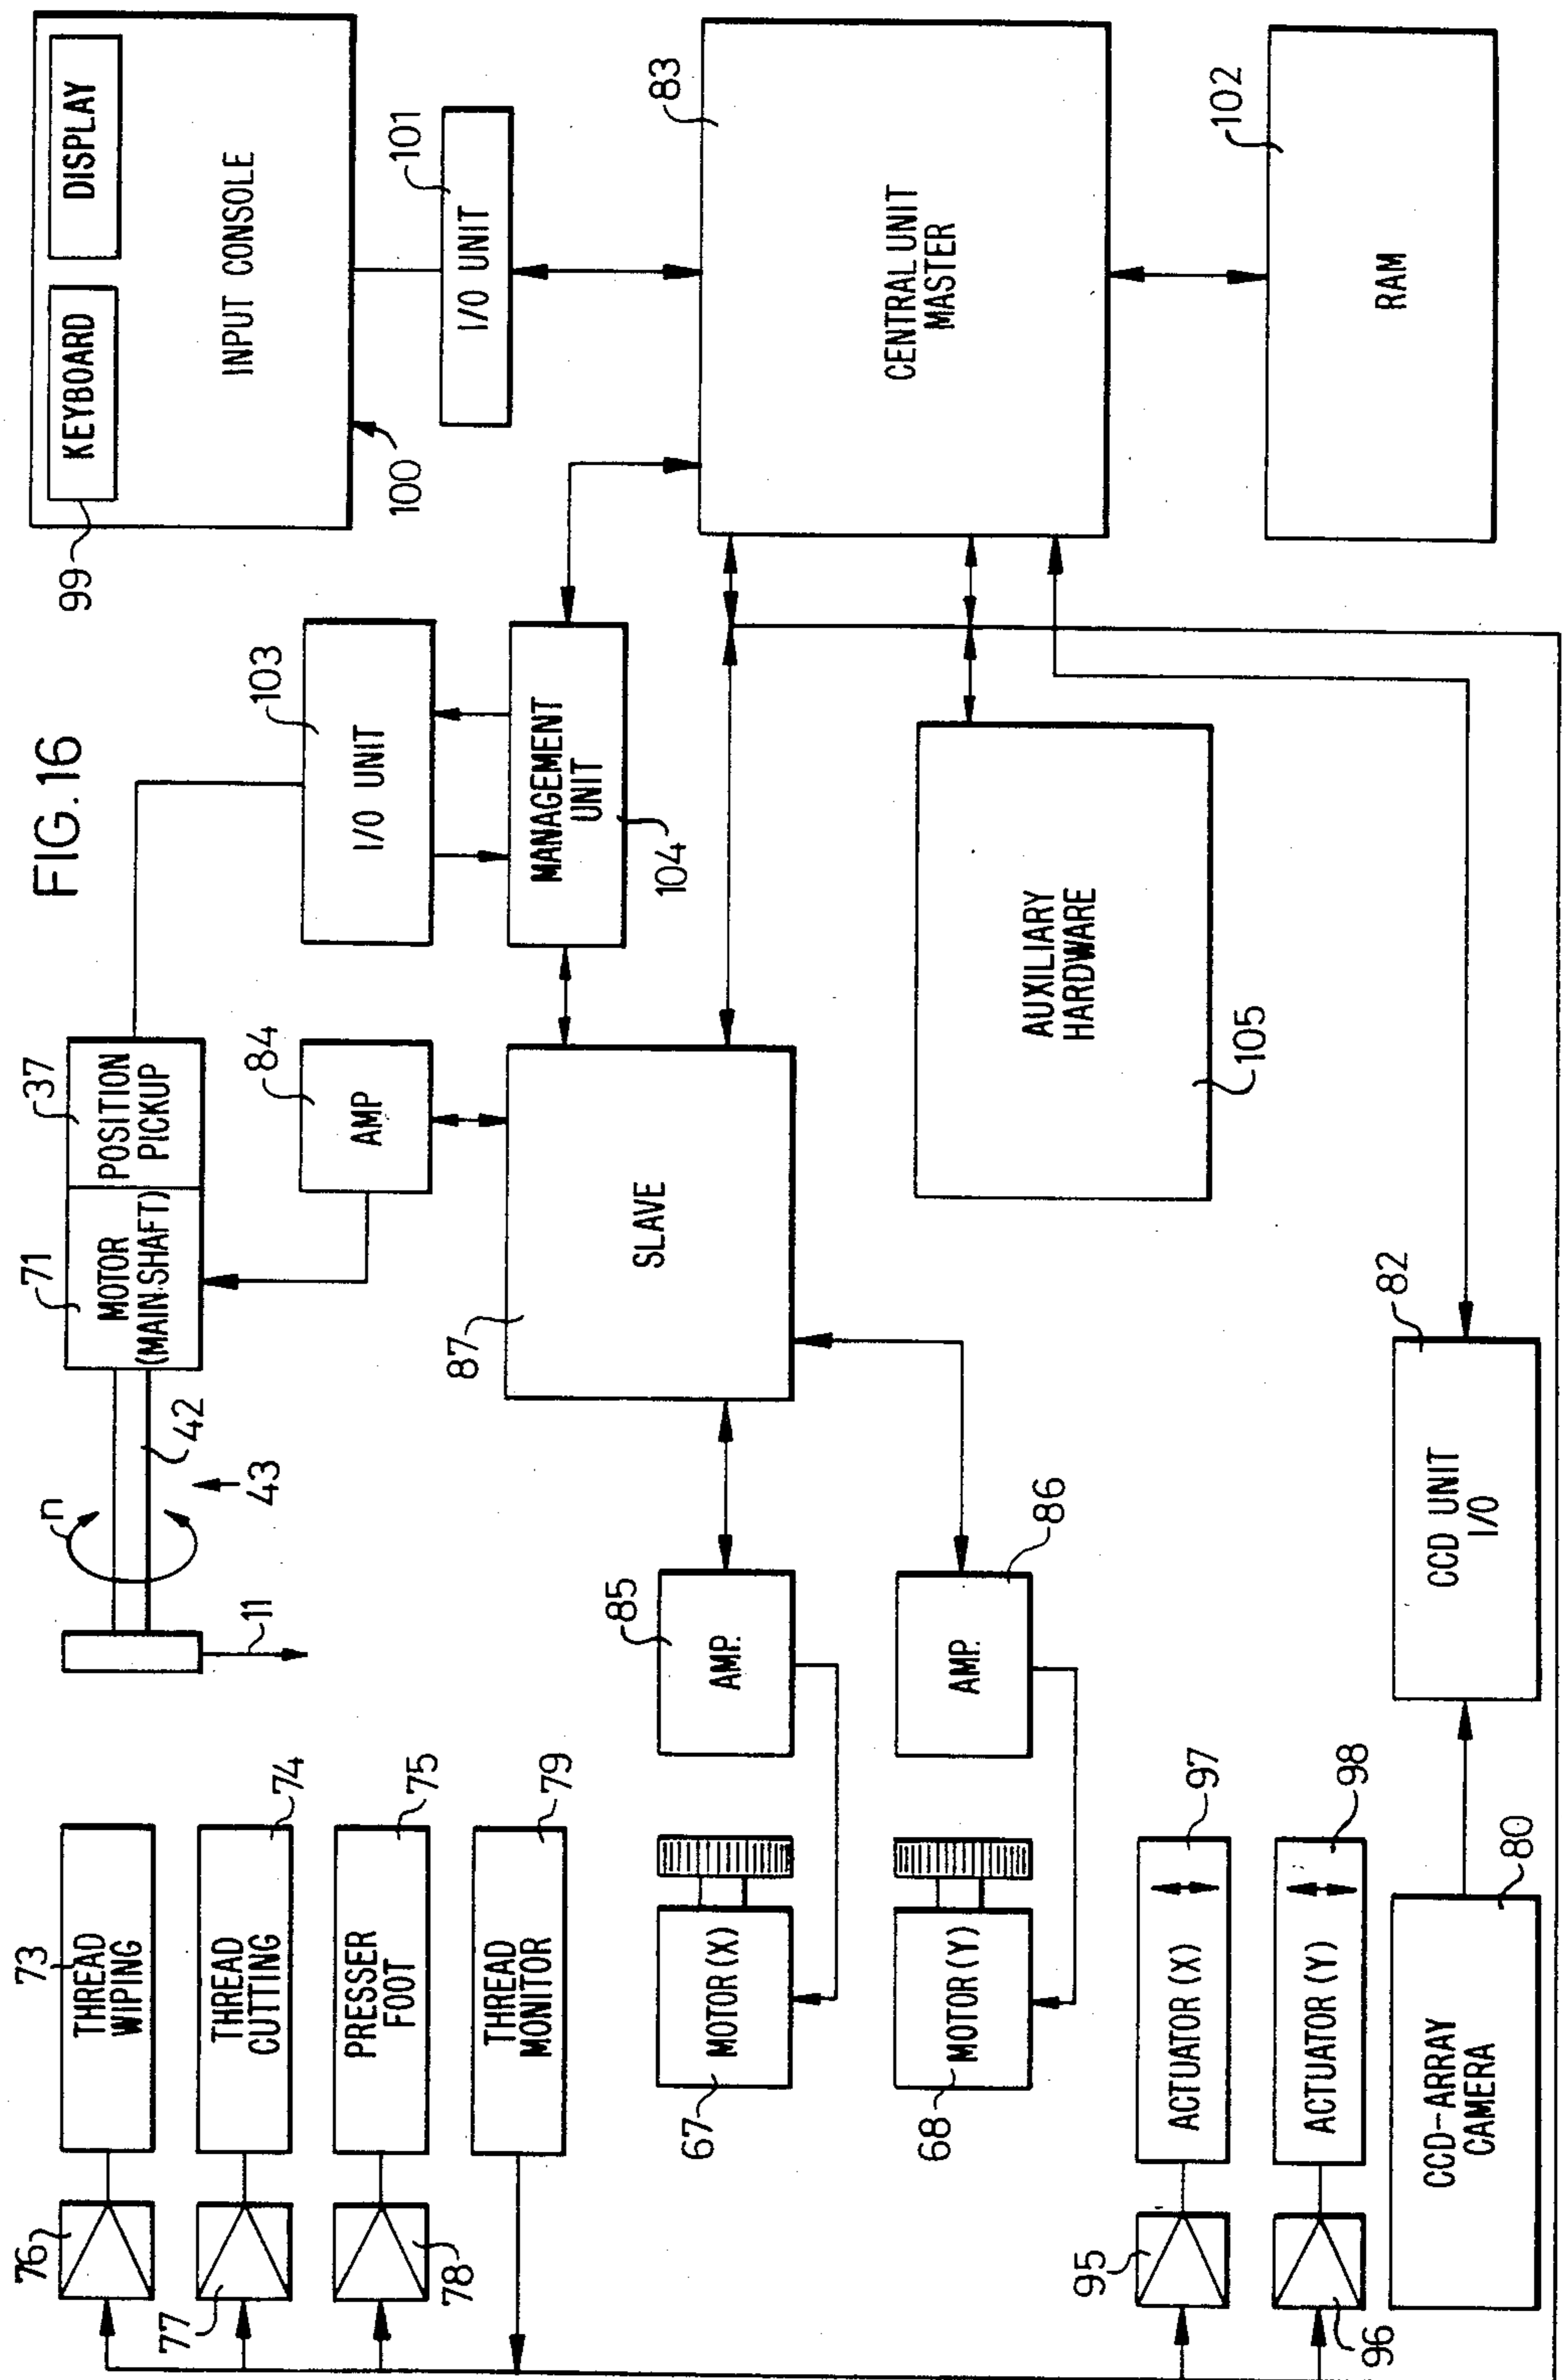 FIG. 16
76
73
THREAD
WIPING
77
THREAD
CUTTING
74
78
PRESSER
FOOT
75
THREAD
MONITOR
79
11
n
42
43
71
MOTOR
(MAIN SHAFT)
37
POSITION
PICKUP
84
AMP
103
I/O UNIT
MANAGEMENT
UNIT
104
99
KEYBOARD
DISPLAY
INPUT CONSOLE
100
101
I/O UNIT
67
MOTOR (X)
85
AMP.
87
SLAVE
68
MOTOR (Y)
AMP.
86
AUXILIARY
HARDWARE
105
83
CENTRAL UNIT
MASTER
95
ACTUATOR (X)
97
96
ACTUATOR (Y)
98
CCD-ARRAY
CAMERA
80
CCD UNIT
I/O
82
102
RAM